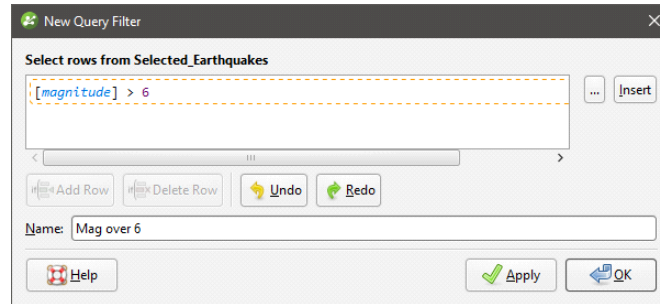 New Query Filter
Select rows from Selected_Earthquakes
[magnitude] > 6
... Insert
Add Row Delete Row Undo Redo
Name: Mag over 6
Help Apply OK